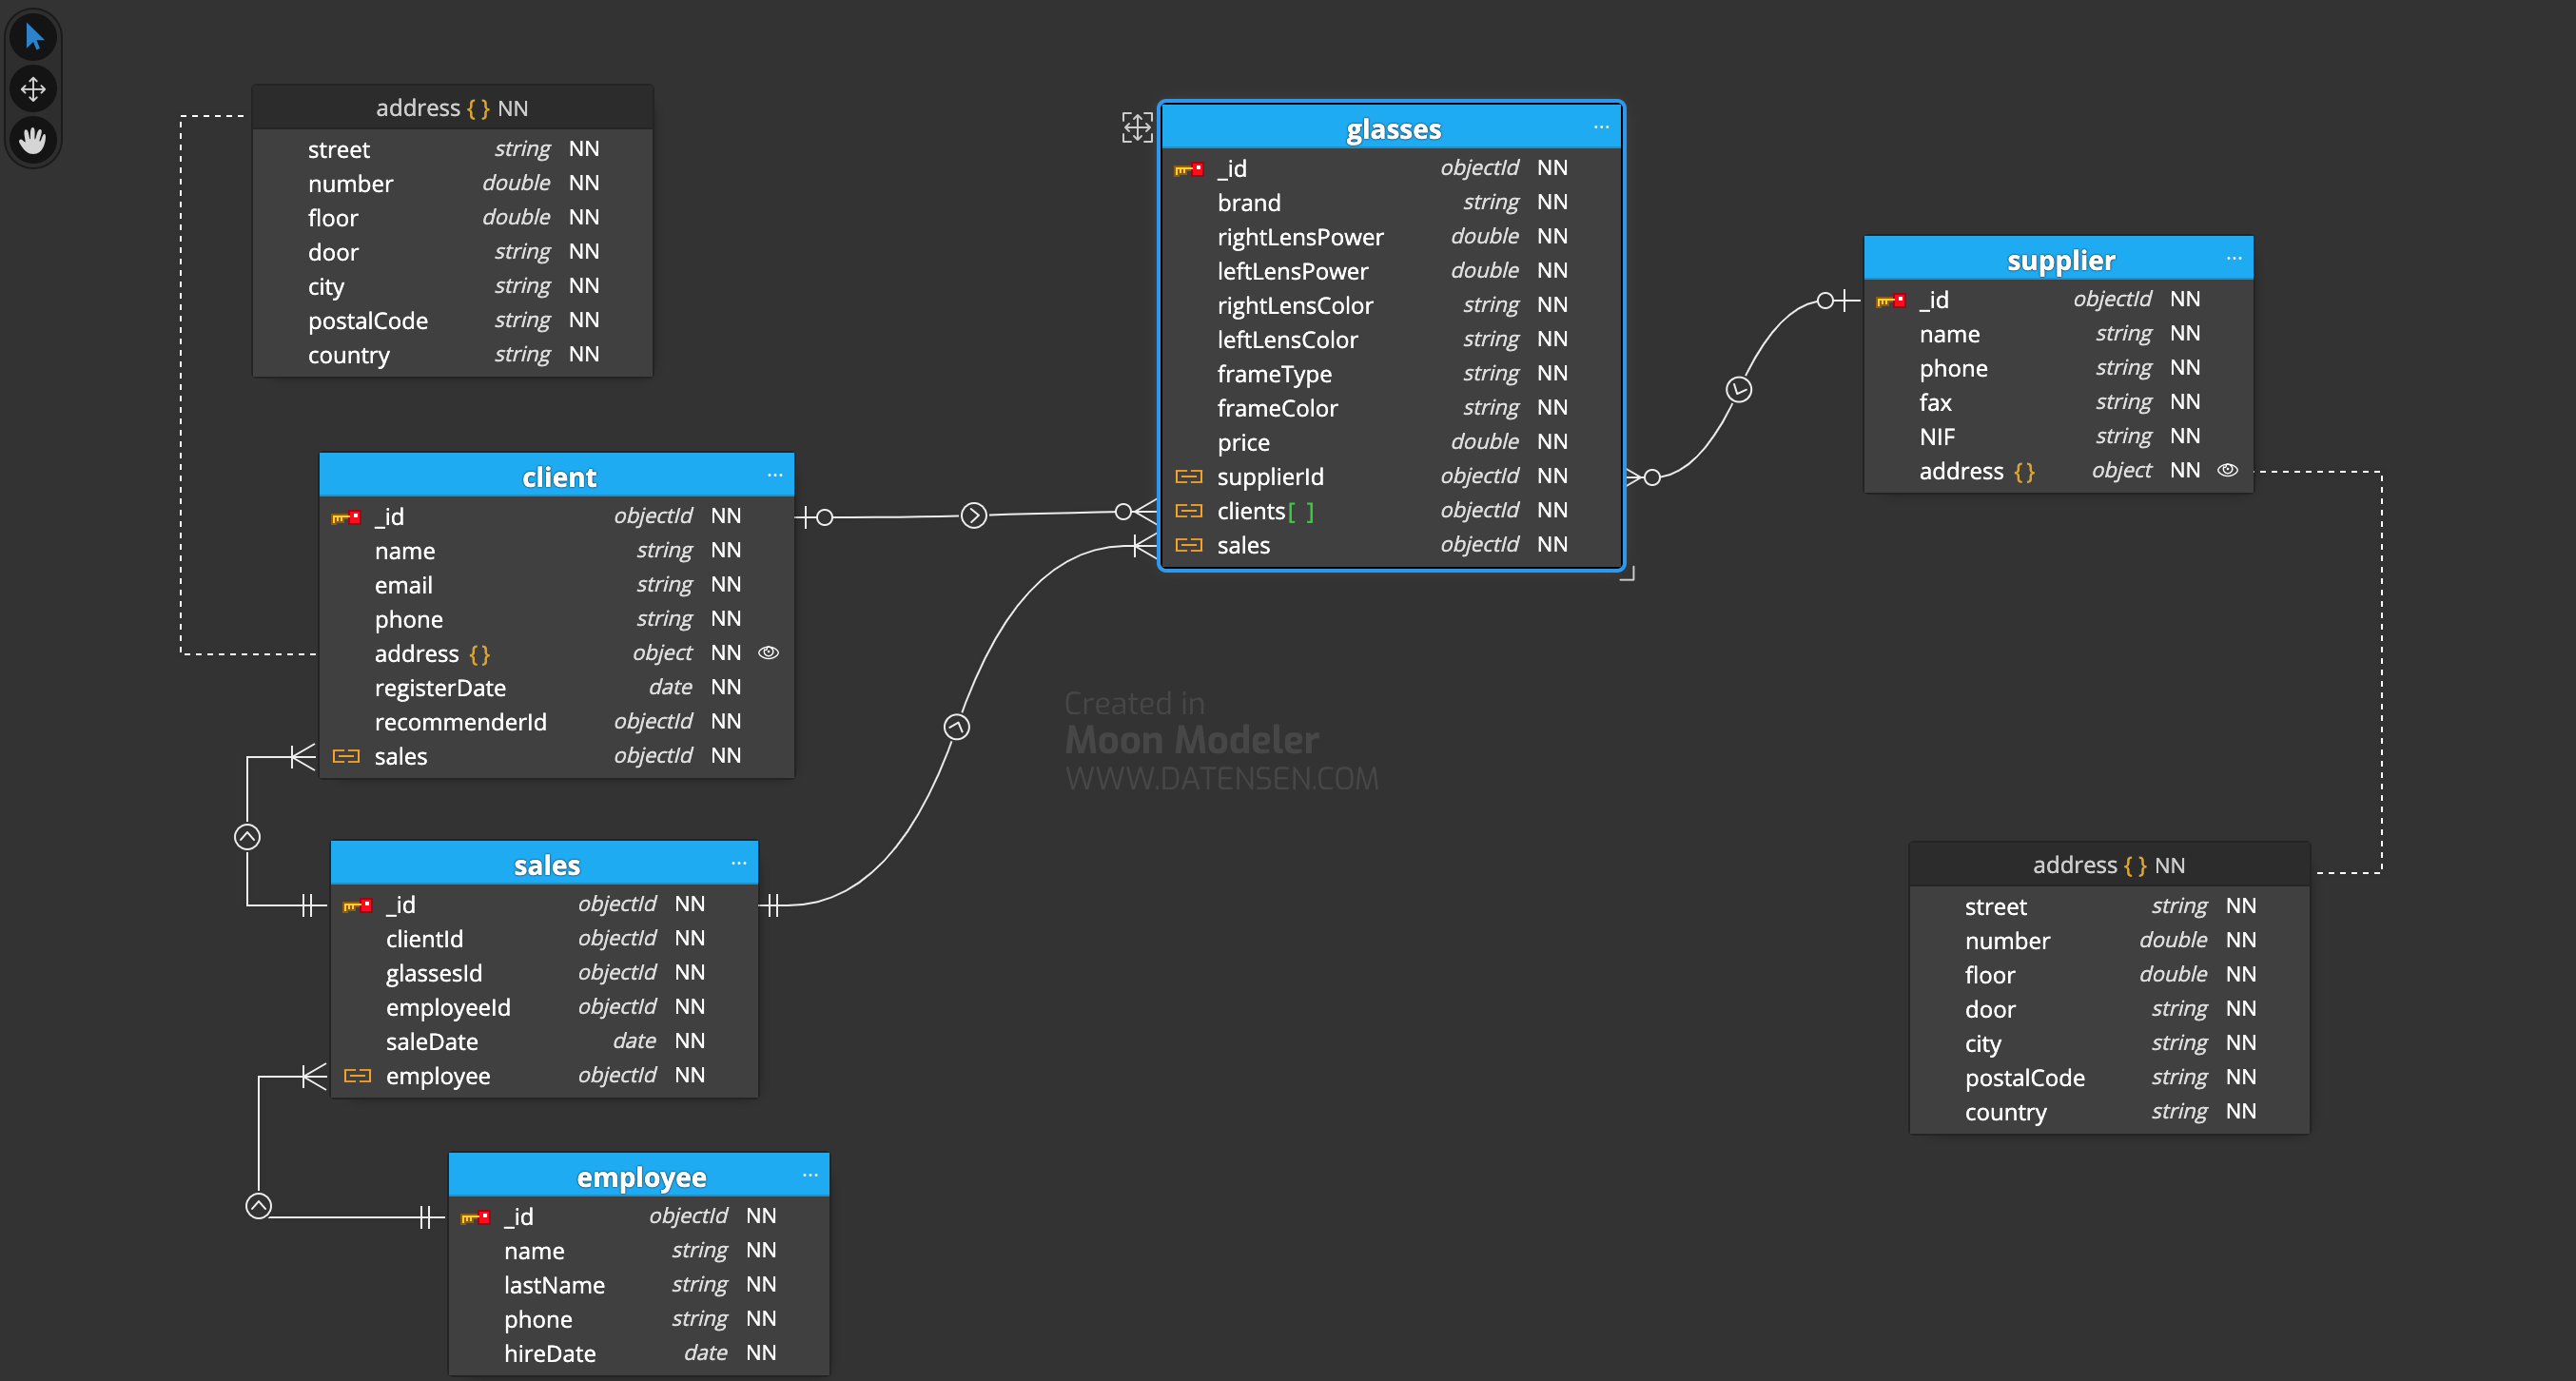 address {} NN
street string NN
number double NN
floor double NN
door string NN
city string NN
postalCode string NN
country string NN
client ...
_id objectId NN
name string NN
email string NN
phone string NN
address {} object NN
registerDate date NN
recommenderId objectId NN
sales objectId NN
sales ...
_id objectId NN
clientId objectId NN
glassesId objectId NN
employeeId objectId NN
saleDate date NN
employee objectId NN
employee ...
_id objectId NN
name string NN
lastName string NN
phone string NN
hireDate date NN
glasses ...
_id objectId NN
brand string NN
rightLensPower double NN
leftLensPower double NN
rightLensColor string NN
leftLensColor string NN
frameType string NN
frameColor string NN
price double NN
supplierId objectId NN
clients[ ] objectId NN
sales objectId NN
Created in
Moon Modeler
WWW.DATENSEN.COM
supplier ...
_id objectId NN
name string NN
phone string NN
fax string NN
NIF string NN
address {} object NN
address {} NN
street string NN
number double NN
floor double NN
door string NN
city string NN
postalCode string NN
country string NN